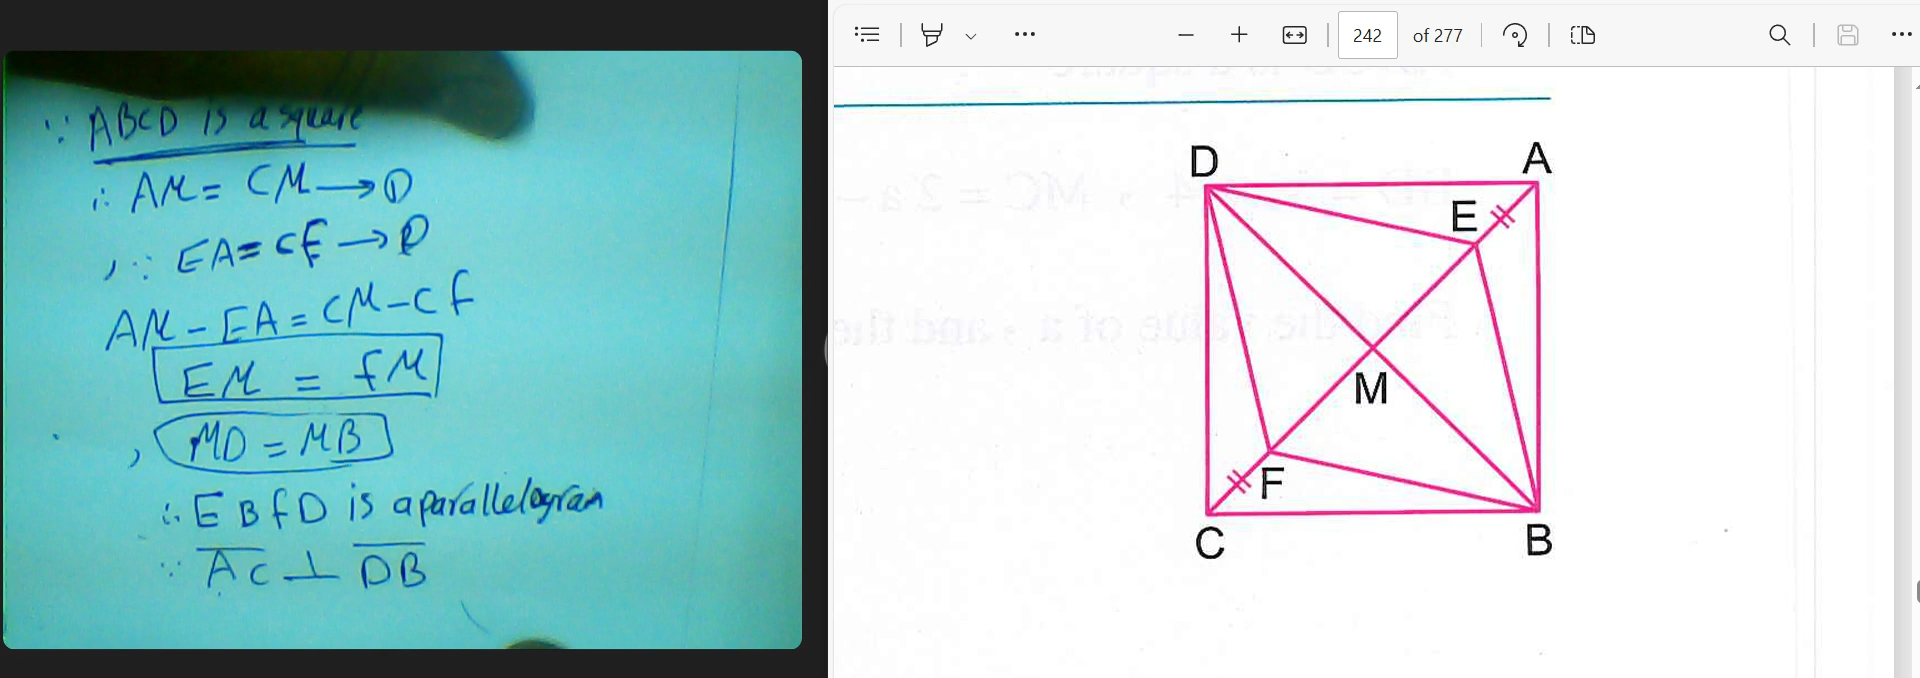 ∵ ABCD is a square
∴ AM = CM → ①
, ∵ EA = CF →
AM - EA = CM - CF
EM = FM
, MD = MB
∴ EBFD is a parallelogram
∵ AC ⊥ DB
242 of 277
D A
E
M
F
C B